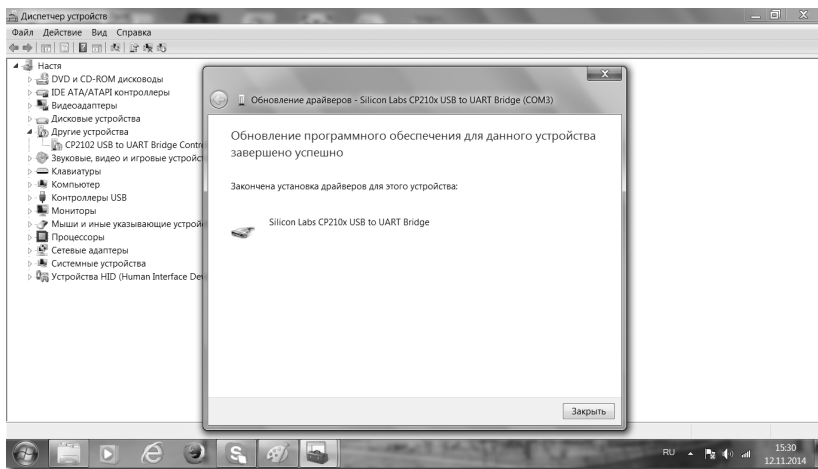 Диспетчер устройств
Файл Действие Вид Справка
Настя
DVD и CD-ROM дисководы
IDE ATA/ATAPI контроллеры
Видеоадаптеры
Дисковые устройства
Другие устройства
CP2102 USB to UART Bridge Contr
Звуковые, видео и игровые устройст
Клавиатуры
Компьютер
Контроллеры USB
Мониторы
Мыши и иные указывающие устрой
Процессоры
Сетевые адаптеры
Системные устройства
Устройства HID (Human Interface Dev
Обновление драйверов - Silicon Labs CP210x USB to UART Bridge (COM3)
Обновление программного обеспечения для данного устройства
завершено успешно
Закончена установка драйверов для этого устройства:
Silicon Labs CP210x USB to UART Bridge
Закрыть
RU
15:30
12.11.2014